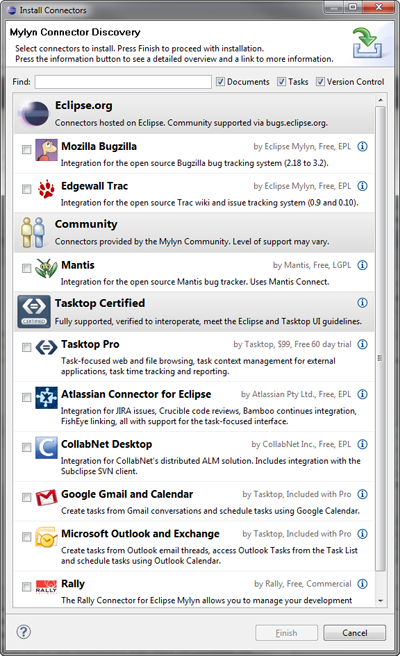 Install Connectors
Mylyn Connector Discovery
Select connectors to install. Press Finish to proceed with installation.
Press the information button to see a detailed overview and a link to more information.
Find: Documents Tasks Version Control
Eclipse.org
Connectors hosted on Eclipse. Community supported via bugs.eclipse.org.
Mozilla Bugzilla by Eclipse Mylyn, Free, EPL
Integration for the open source Bugzilla bug tracking system (2.18 to 3.2).
Edgewall Trac by Eclipse Mylyn, Free, EPL
Integration for the open source Trac wiki and issue tracking system (0.9 and 0.10).
Community
Connectors provided by the Mylyn Community. Level of support may vary.
Mantis by Mantis, Free, LGPL
Integration for the open source Mantis bug tracker. Uses Mantis Connect.
Tasktop Certified
CERTIFIED
Fully supported, verified to interoperate, meet the Eclipse and Tasktop UI guidelines.
Tasktop Pro by Tasktop, $99, Free 60 day trial
Task-focused web and file browsing, task context management for external
applications, task time tracking and reporting.
Atlassian Connector for Eclipse by Atlassian Pty Ltd., Free, EPL
Integration for JIRA issues, Crucible code reviews, Bamboo continues integration,
FishEye linking, all with support for the task-focused interface.
CollabNet Desktop by CollabNet Inc., Free, EPL
Integration for CollabNet's distributed ALM solution. Includes integration with the
Subclipse SVN client.
Google Gmail and Calendar by Tasktop, Included with Pro
Create tasks from Gmail conversations and schedule tasks using Google Calendar.
Microsoft Outlook and Exchange by Tasktop, Included with Pro
Create tasks from Outlook email threads, access Outlook Tasks from the Task List
and schedule tasks using Outlook Calendar.
Rally by Rally, Free, Commercial
RALLY
The Rally Connector for Eclipse Mylyn allows you to manage your development
Finish Cancel